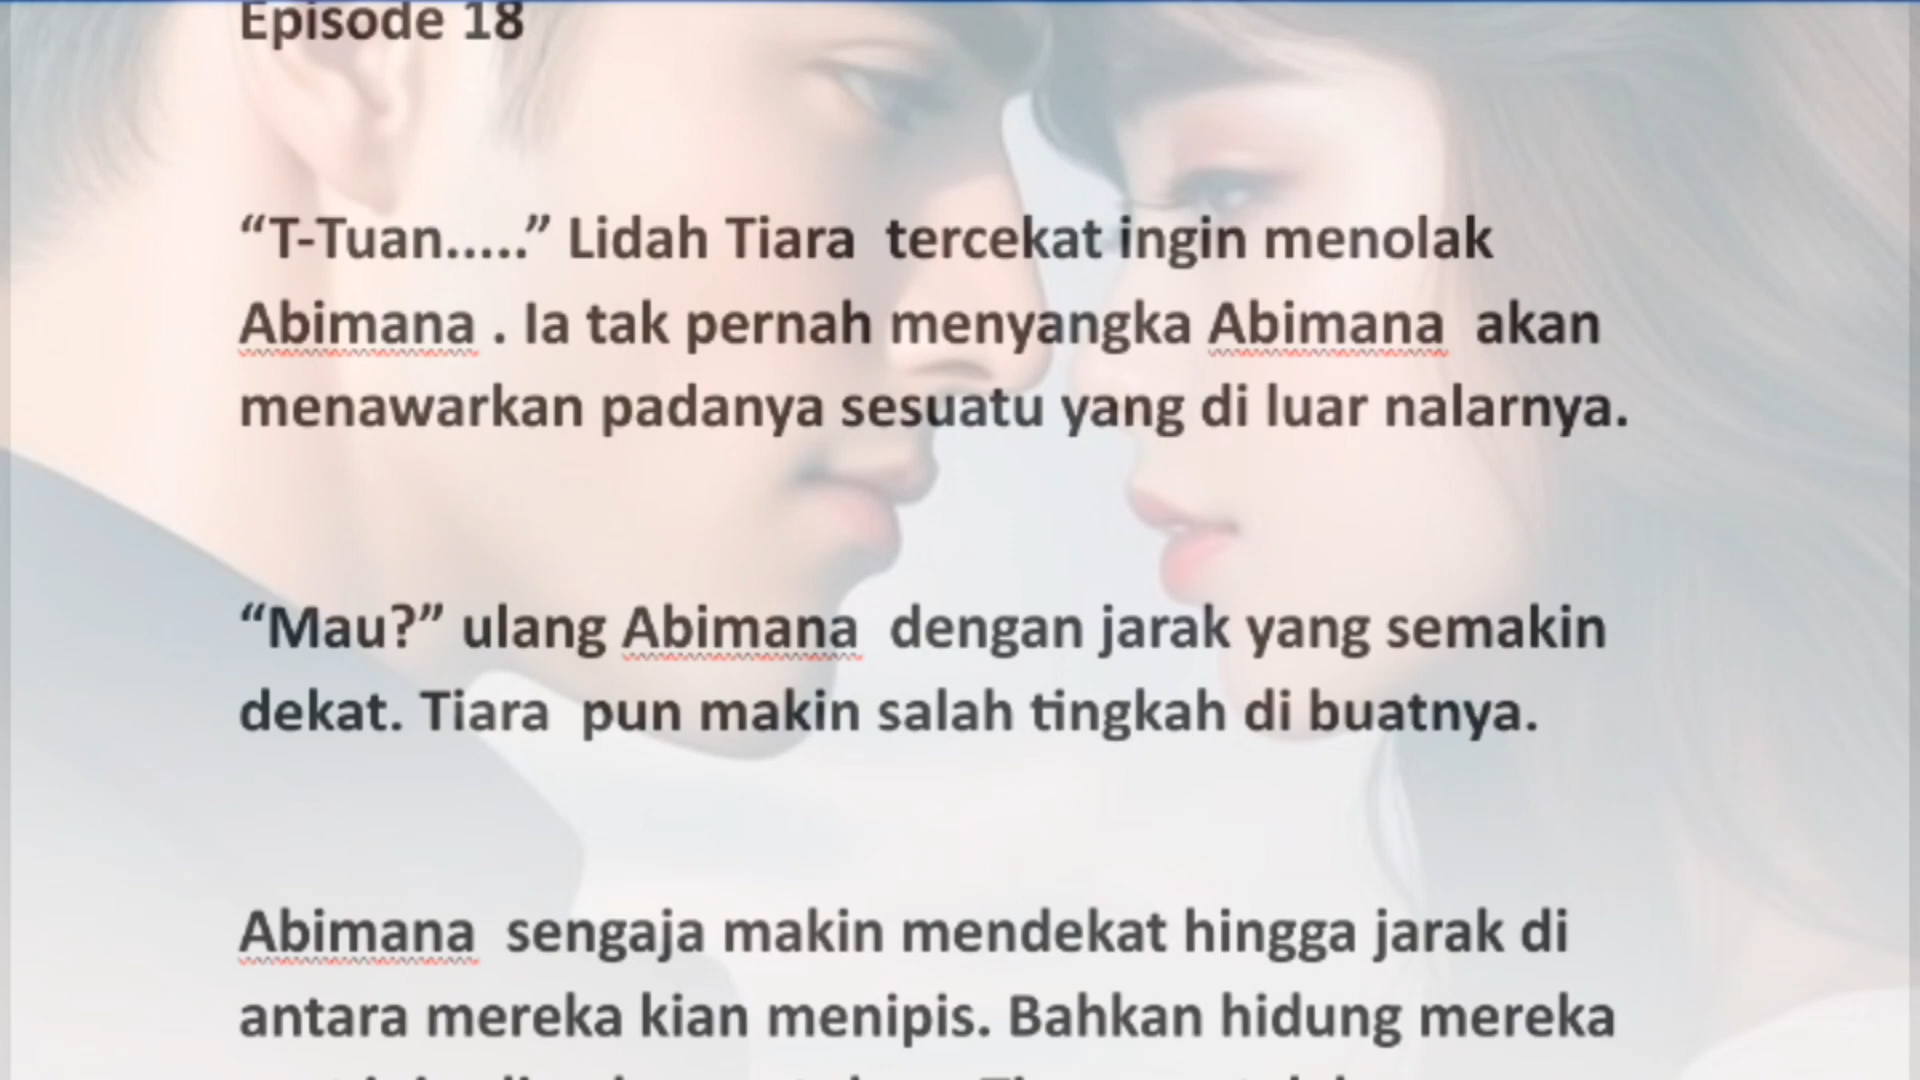 Episode 18
“T-Tuan.....” Lidah Tiara  tercekat ingin menolak
Abimana . Ia tak pernah menyangka Abimana  akan
menawarkan padanya sesuatu yang di luar nalarnya.
“Mau?” ulang Abimana  dengan jarak yang semakin
dekat. Tiara  pun makin salah tingkah di buatnya.
Abimana  sengaja makin mendekat hingga jarak di
antara mereka kian menipis. Bahkan hidung mereka